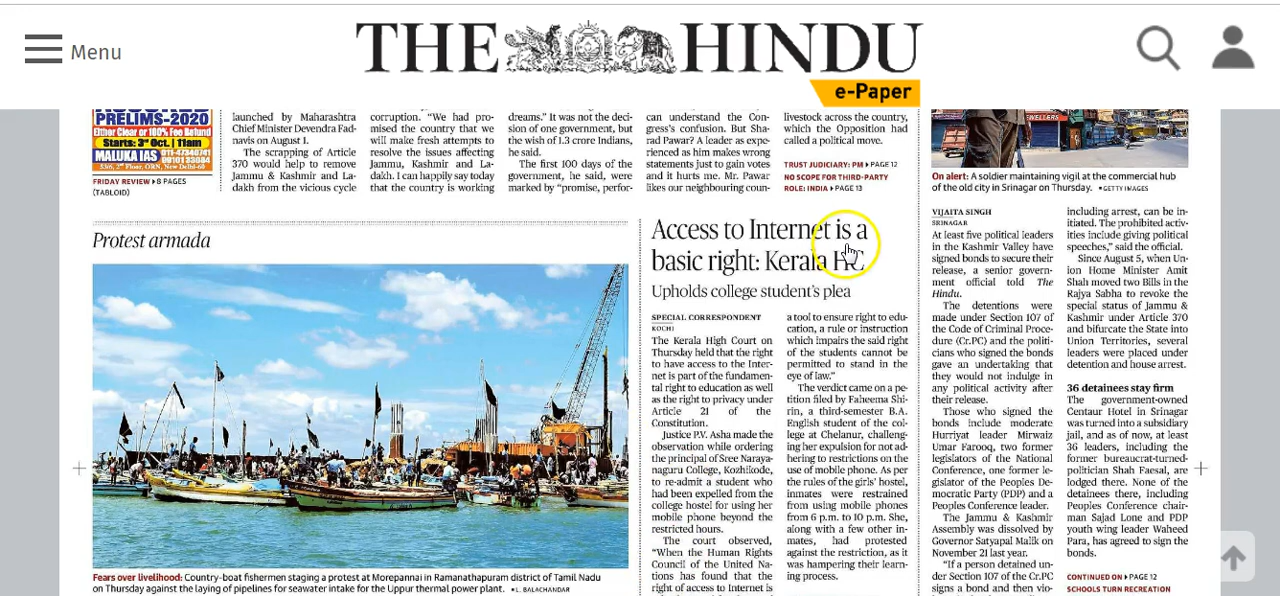 Menu
THE HINDU
e-Paper
PRELIMS-2020
Either Clear or 100% Fee Refund
Starts: 3rd Oct. | 11am
MALUKA IAS
FRIDAY REVIEW ▸ 8 PAGES
(TABLOID)
launched by Maharashtra
Chief Minister Devendra Fad-
navis on August 1.
The scrapping of Article
370 would help to remove
Jammu & Kashmir and La-
dakh from the vicious cycle
corruption. “We had pro-
mised the country that we
will make fresh attempts to
resolve the issues affecting
Jammu, Kashmir and La-
dakh. I can happily say today
that the country is working
dreams.” It was not the deci-
sion of one government, but
the wish of 1.3 crore Indians,
he said.
The first 100 days of the
government, he said, were
marked by “promise, perfor-
can understand the Con-
gress’s confusion. But Sha-
rad Pawar? A leader as expe-
rienced as him makes wrong
statements just to gain votes
and it hurts me. Mr. Pawar
likes our neighbouring coun-
livestock across the country,
which the Opposition had
called a political move.
TRUST JUDICIARY: PM ▸ PAGE 12
NO SCOPE FOR THIRD-PARTY
ROLE: INDIA ▸ PAGE 13
JEWELLERS
On alert: A soldier maintaining vigil at the commercial hub
of the old city in Srinagar on Thursday. • GETTY IMAGES
Protest armada
Fears over livelihood: Country-boat fishermen staging a protest at Morepannai in Ramanathapuram district of Tamil Nadu
on Thursday against the laying of pipelines for seawater intake for the Uppur thermal power plant. • L. BALACHANDAR
Access to Internet is a
basic right: Kerala HC
Upholds college student’s plea
SPECIAL CORRESPONDENT
KOCHI
The Kerala High Court on
Thursday held that the right
to have access to the Inter-
net is part of the fundamen-
tal right to education as well
as the right to privacy under
Article 21 of the
Constitution.
Justice P.V. Asha made the
observation while ordering
the principal of Sree Naraya-
naguru College, Kozhikode,
to re-admit a student who
had been expelled from the
college hostel for using her
mobile phone beyond the
restricted hours.
The court observed,
“When the Human Rights
Council of the United Na-
tions has found that the
right of access to Internet is
a tool to ensure right to edu-
cation, a rule or instruction
which impairs the said right
of the students cannot be
permitted to stand in the
eye of law.”
The verdict came on a pe-
tition filed by Faheema Shi-
rin, a third-semester B.A.
English student of the col-
lege at Chelanur, challeng-
ing her expulsion for not ad-
hering to restrictions on the
use of mobile phone. As per
the rules of the girls’ hostel,
inmates were restrained
from using mobile phones
from 6 p.m. to 10 p.m. She,
along with a few other in-
mates, had protested
against the restriction, as it
was hampering their learn-
ing process.
VIJAITA SINGH
SRINAGAR
At least five political leaders
in the Kashmir Valley have
signed bonds to secure their
release, a senior govern-
ment official told The
Hindu.
The detentions were
made under Section 107 of
the Code of Criminal Proce-
dure (Cr.PC) and the politi-
cians who signed the bonds
gave an undertaking that
they would not indulge in
any political activity after
their release.
Those who signed the
bonds include moderate
Hurriyat leader Mirwaiz
Umar Farooq, two former
legislators of the National
Conference, one former le-
gislator of the Peoples De-
mocratic Party (PDP) and a
Peoples Conference leader.
The Jammu & Kashmir
Assembly was dissolved by
Governor Satyapal Malik on
November 21 last year.
“If a person detained un-
der Section 107 of the Cr.PC
signs a bond and then vio-
including arrest, can be in-
itiated. The prohibited activ-
ities include giving political
speeches,” said the official.
Since August 5, when Un-
ion Home Minister Amit
Shah moved two Bills in the
Rajya Sabha to revoke the
special status of Jammu &
Kashmir under Article 370
and bifurcate the State into
Union Territories, several
leaders were placed under
detention and house arrest.
36 detainees stay firm
The government-owned
Centaur Hotel in Srinagar
was turned into a subsidiary
jail, and as of now, at least
36 leaders, including the
former bureaucrat-turned-
politician Shah Faesal, are
lodged there. None of the
detainees there, including
Peoples Conference chair-
man Sajad Lone and PDP
youth wing leader Waheed
Para, has agreed to sign the
bonds.
CONTINUED ON ▸ PAGE 12
SCHOOLS TURN RECREATION